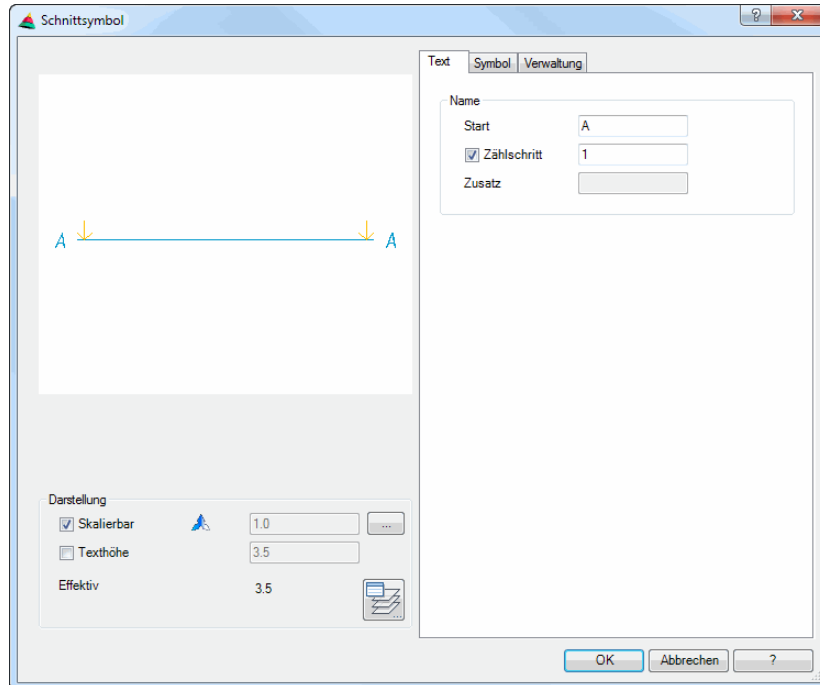 Schnittsymbol
?
Text Symbol Verwaltung
Name
Start A
Zählschritt 1
Zusatz
A A
Darstellung
Skalierbar 1.0 ...
Texthöhe 3.5
Effektiv 3.5
...
OK Abbrechen ?